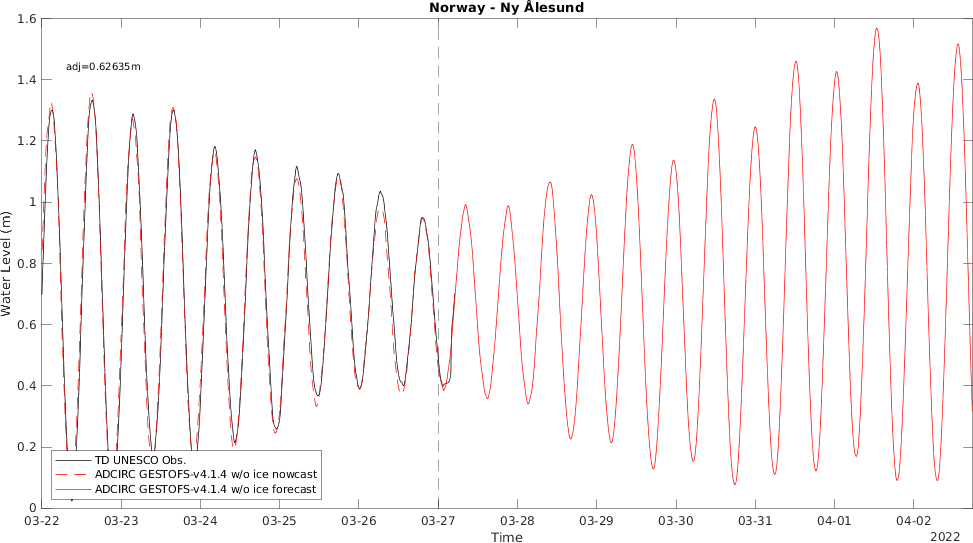 Norway - Ny Ålesund
adj=0.62635m
Water Level (m)
1.6
1.4
1.2
1
0.8
0.6
0.4
0.2
0
TD UNESCO Obs.
ADCIRC GESTOFS-v4.1.4 w/o ice nowcast
ADCIRC GESTOFS-v4.1.4 w/o ice forecast
03-22 03-23 03-24 03-25 03-26 03-27 03-28 03-29 03-30 03-31 04-01 04-02
Time
2022